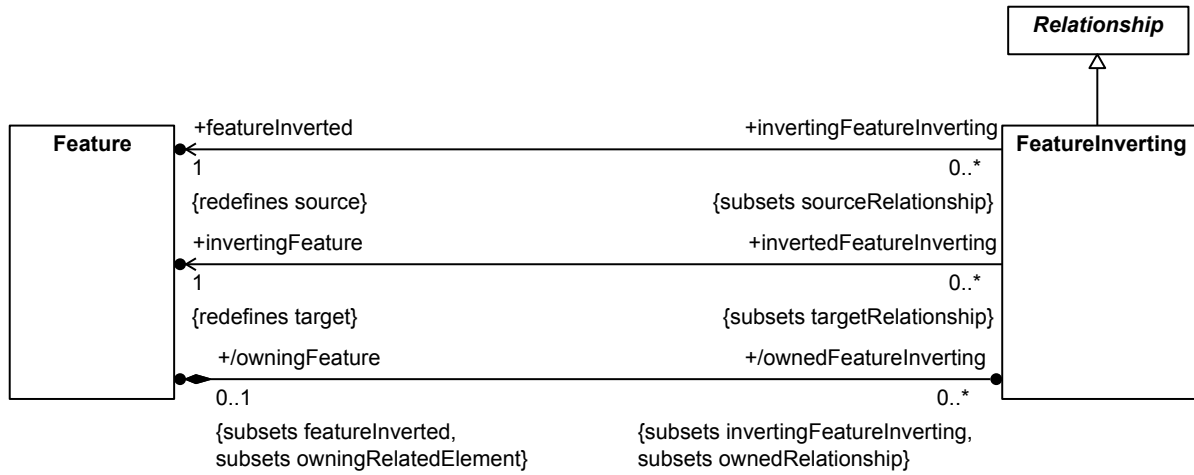 Relationship
Feature
FeatureInverting
+featureInverted
+invertingFeatureInverting
1
0..*
{redefines source}
{subsets sourceRelationship}
+invertingFeature
+invertedFeatureInverting
1
0..*
{redefines target}
{subsets targetRelationship}
+/owningFeature
+/ownedFeatureInverting
0..1
0..*
{subsets featureInverted,
subsets owningRelatedElement}
{subsets invertingFeatureInverting,
subsets ownedRelationship}